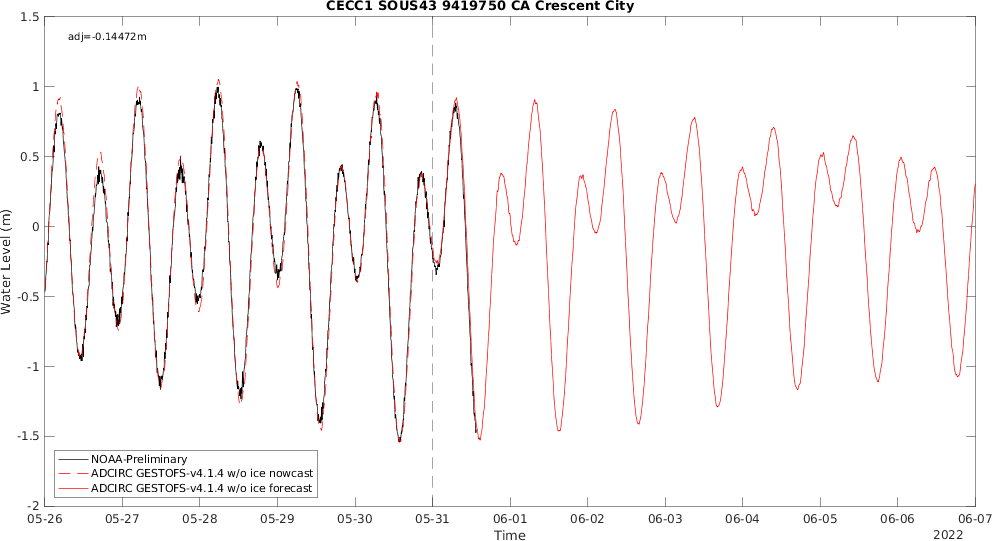 CECC1 SOUS43 9419750 CA Crescent City
adj=-0.14472m
1.5
1
0.5
0
-0.5
-1
-1.5
-2
Water Level (m)
NOAA-Preliminary
ADCIRC GESTOFS-v4.1.4 w/o ice nowcast
ADCIRC GESTOFS-v4.1.4 w/o ice forecast
05-26 05-27 05-28 05-29 05-30 05-31 06-01 06-02 06-03 06-04 06-05 06-06 06-07
Time
2022